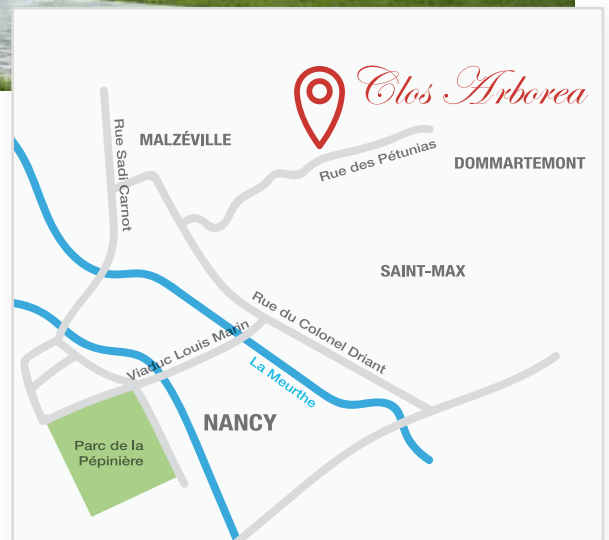 Clos Arborea
MALZÉVILLE
Rue Sadi Carnot
Rue des Pétunias
DOMMARTEMONT
SAINT-MAX
Rue du Colonel Driant
Viaduc Louis Marin
La Meurthe
NANCY
Parc de la
Pépinière